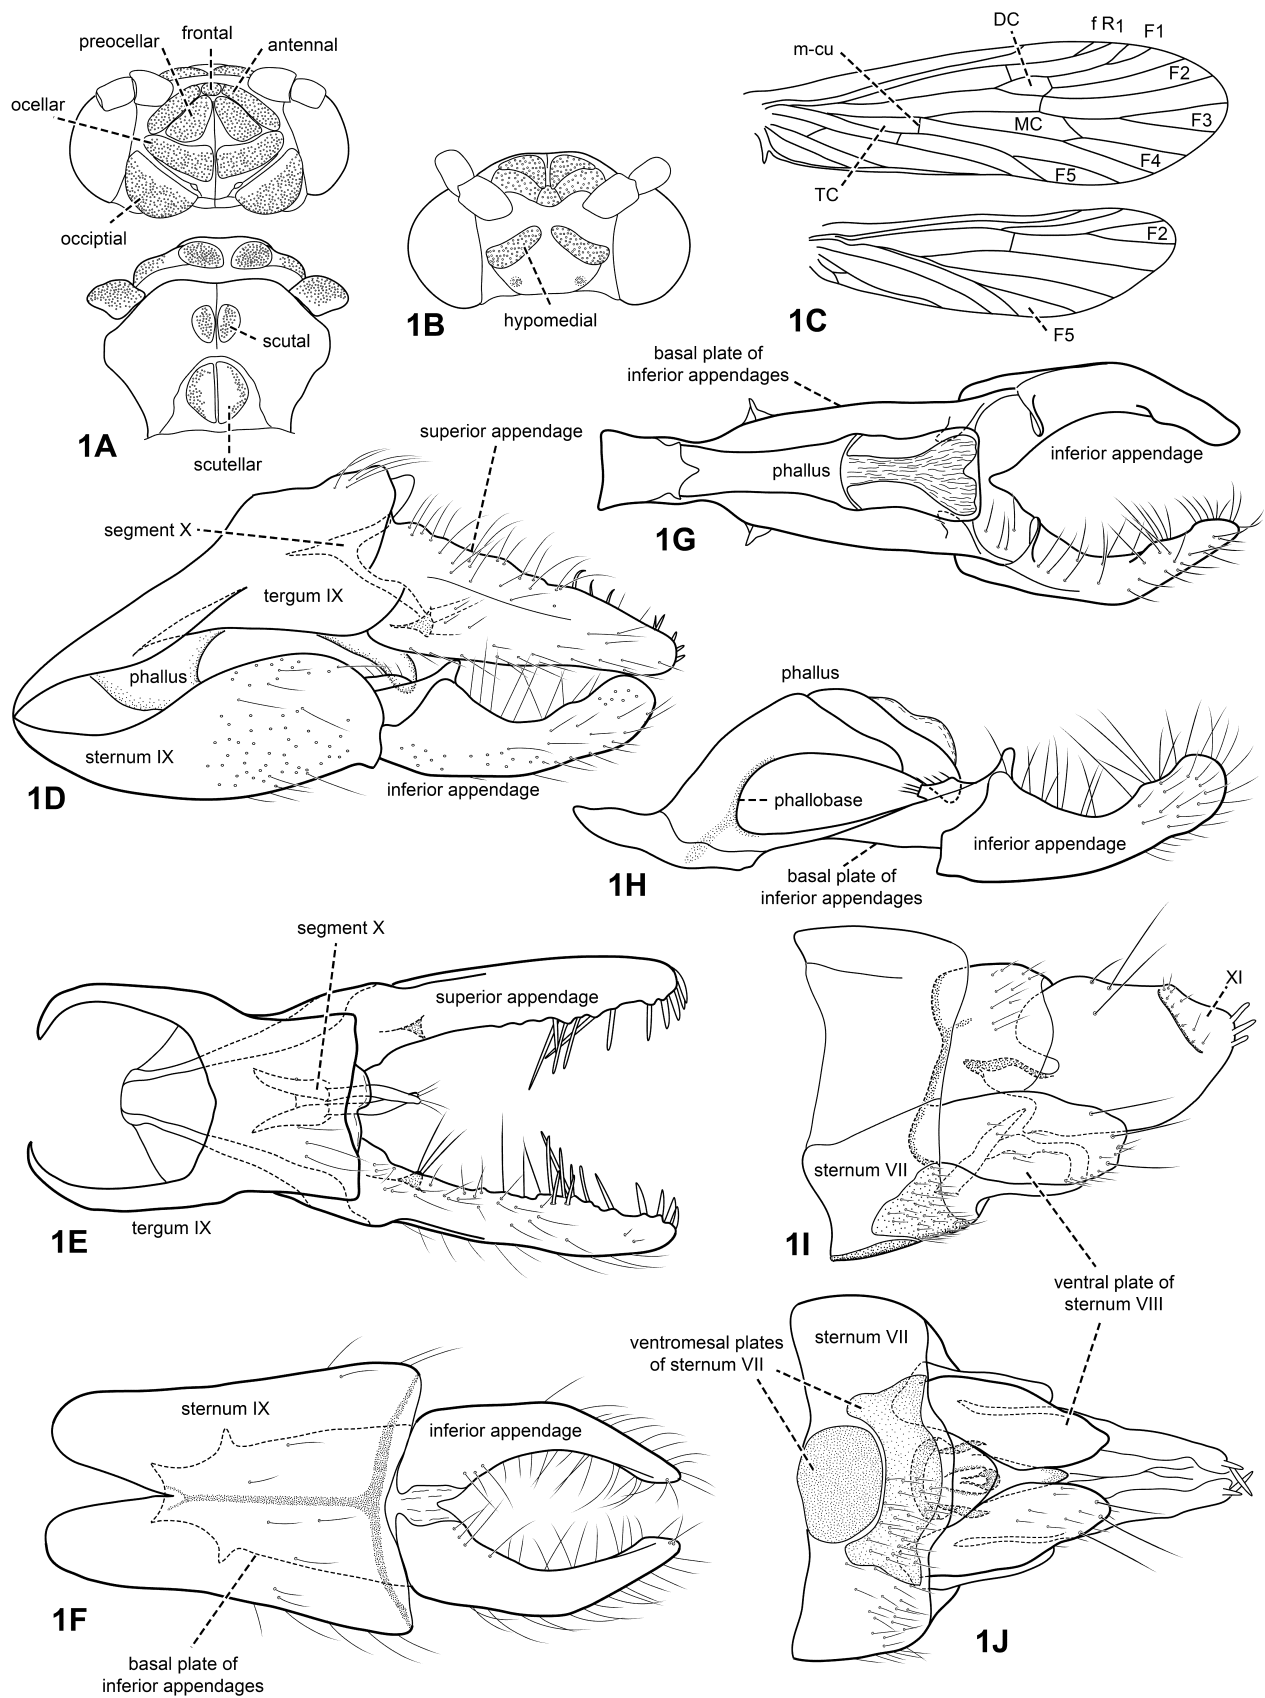 frontal
preocellar
antennal
ocellar
occiptial
scutal
scutellar
1A
hypomedial
1B
DC
f R1
F1
m-cu
F2
MC
F3
F4
F5
TC
F2
F5
1C
superior appendage
segment X
tergum IX
phallus
sternum IX
inferior appendage
1D
basal plate of
inferior appendages
phallus
inferior appendage
1G
phallus
phallobase
inferior appendage
basal plate of
inferior appendages
1H
segment X
superior appendage
tergum IX
1E
XI
sternum VII
1I
ventral plate of
sternum VIII
sternum IX
inferior appendage
basal plate of
inferior appendages
1F
sternum VII
ventromesal plates
of sternum VII
1J